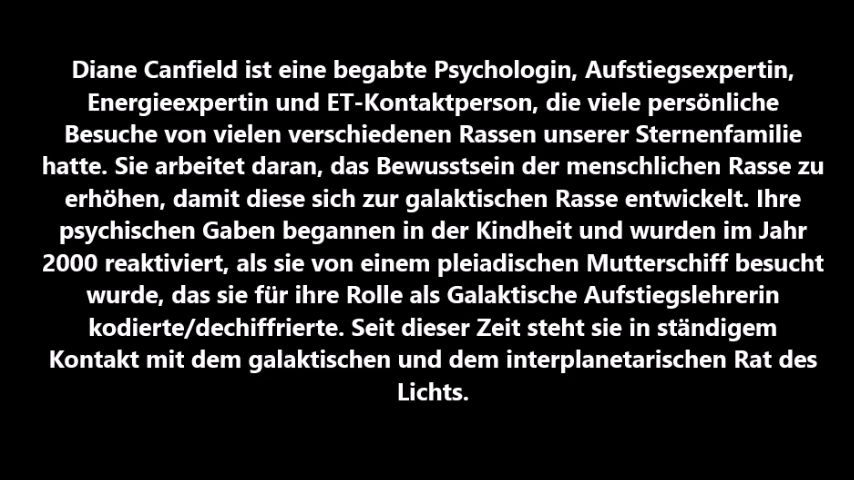 Diane Canfield ist eine begabte Psychologin, Aufstiegsexpertin,
Energieexpertin und ET-Kontaktperson, die viele persönliche
Besuche von vielen verschiedenen Rassen unserer Sternenfamilie
hatte. Sie arbeitet daran, das Bewusstsein der menschlichen Rasse zu
erhöhen, damit diese sich zur galaktischen Rasse entwickelt. Ihre
psychischen Gaben begannen in der Kindheit und wurden im Jahr
2000 reaktiviert, als sie von einem pleiadischen Mutterschiff besucht
wurde, das sie für ihre Rolle als Galaktische Aufstiegslehrerin
kodierte/dechiffrierte. Seit dieser Zeit steht sie in ständigem
Kontakt mit dem galaktischen und dem interplanetarischen Rat des
Lichts.